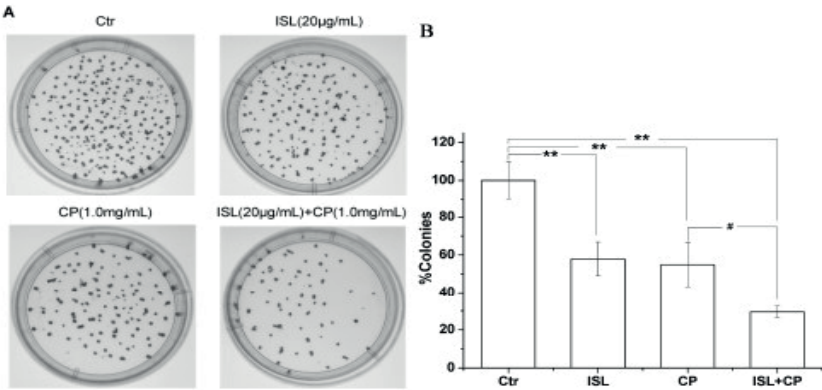 A
Ctr
ISL(20μg/mL)
CP(1.0mg/mL)
ISL(20μg/mL)+CP(1.0mg/mL)
B
%Colonies
120
100
80
60
40
20
0
**
**
**
#
Ctr
ISL
CP
ISL+CP